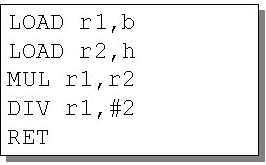 LOAD r1,b
LOAD r2,h
MUL r1,r2
DIV r1,#2
RET